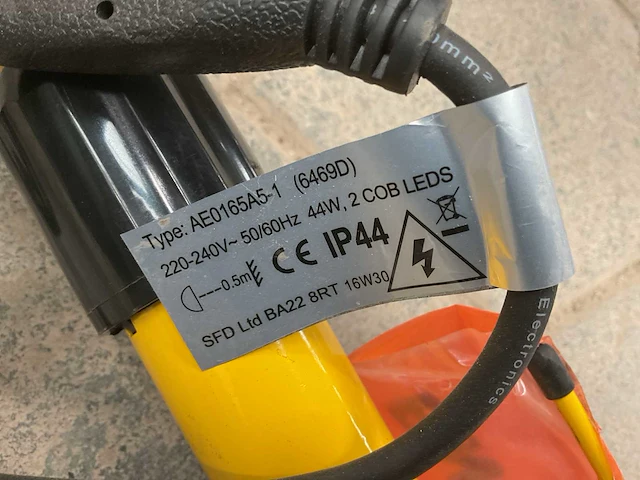 omm²
Type: AE0165A5-1 (6469D)
220-240V~ 50/60Hz 44W, 2 COB LEDS
CE IP44
0.5m
SFD Ltd BA22 8RT 16W30
Electronics